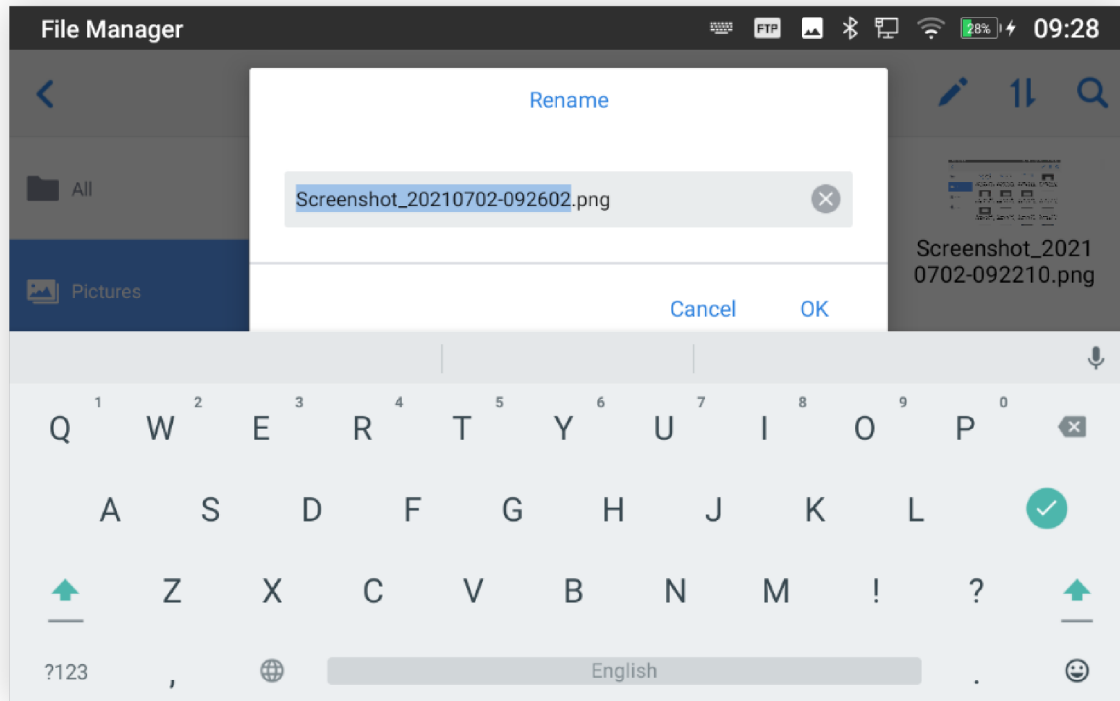 File Manager FTP 28% 09:28
Rename
All
Screenshot_20210702-092602.png
Screenshot_2021
0702-092210.png
Pictures
Cancel OK
1 2 3 4 5 6 7 8 9 0
Q W E R T Y U I O P
A S D F G H J K L
Z X C V B N M ! ?
?123 , English .